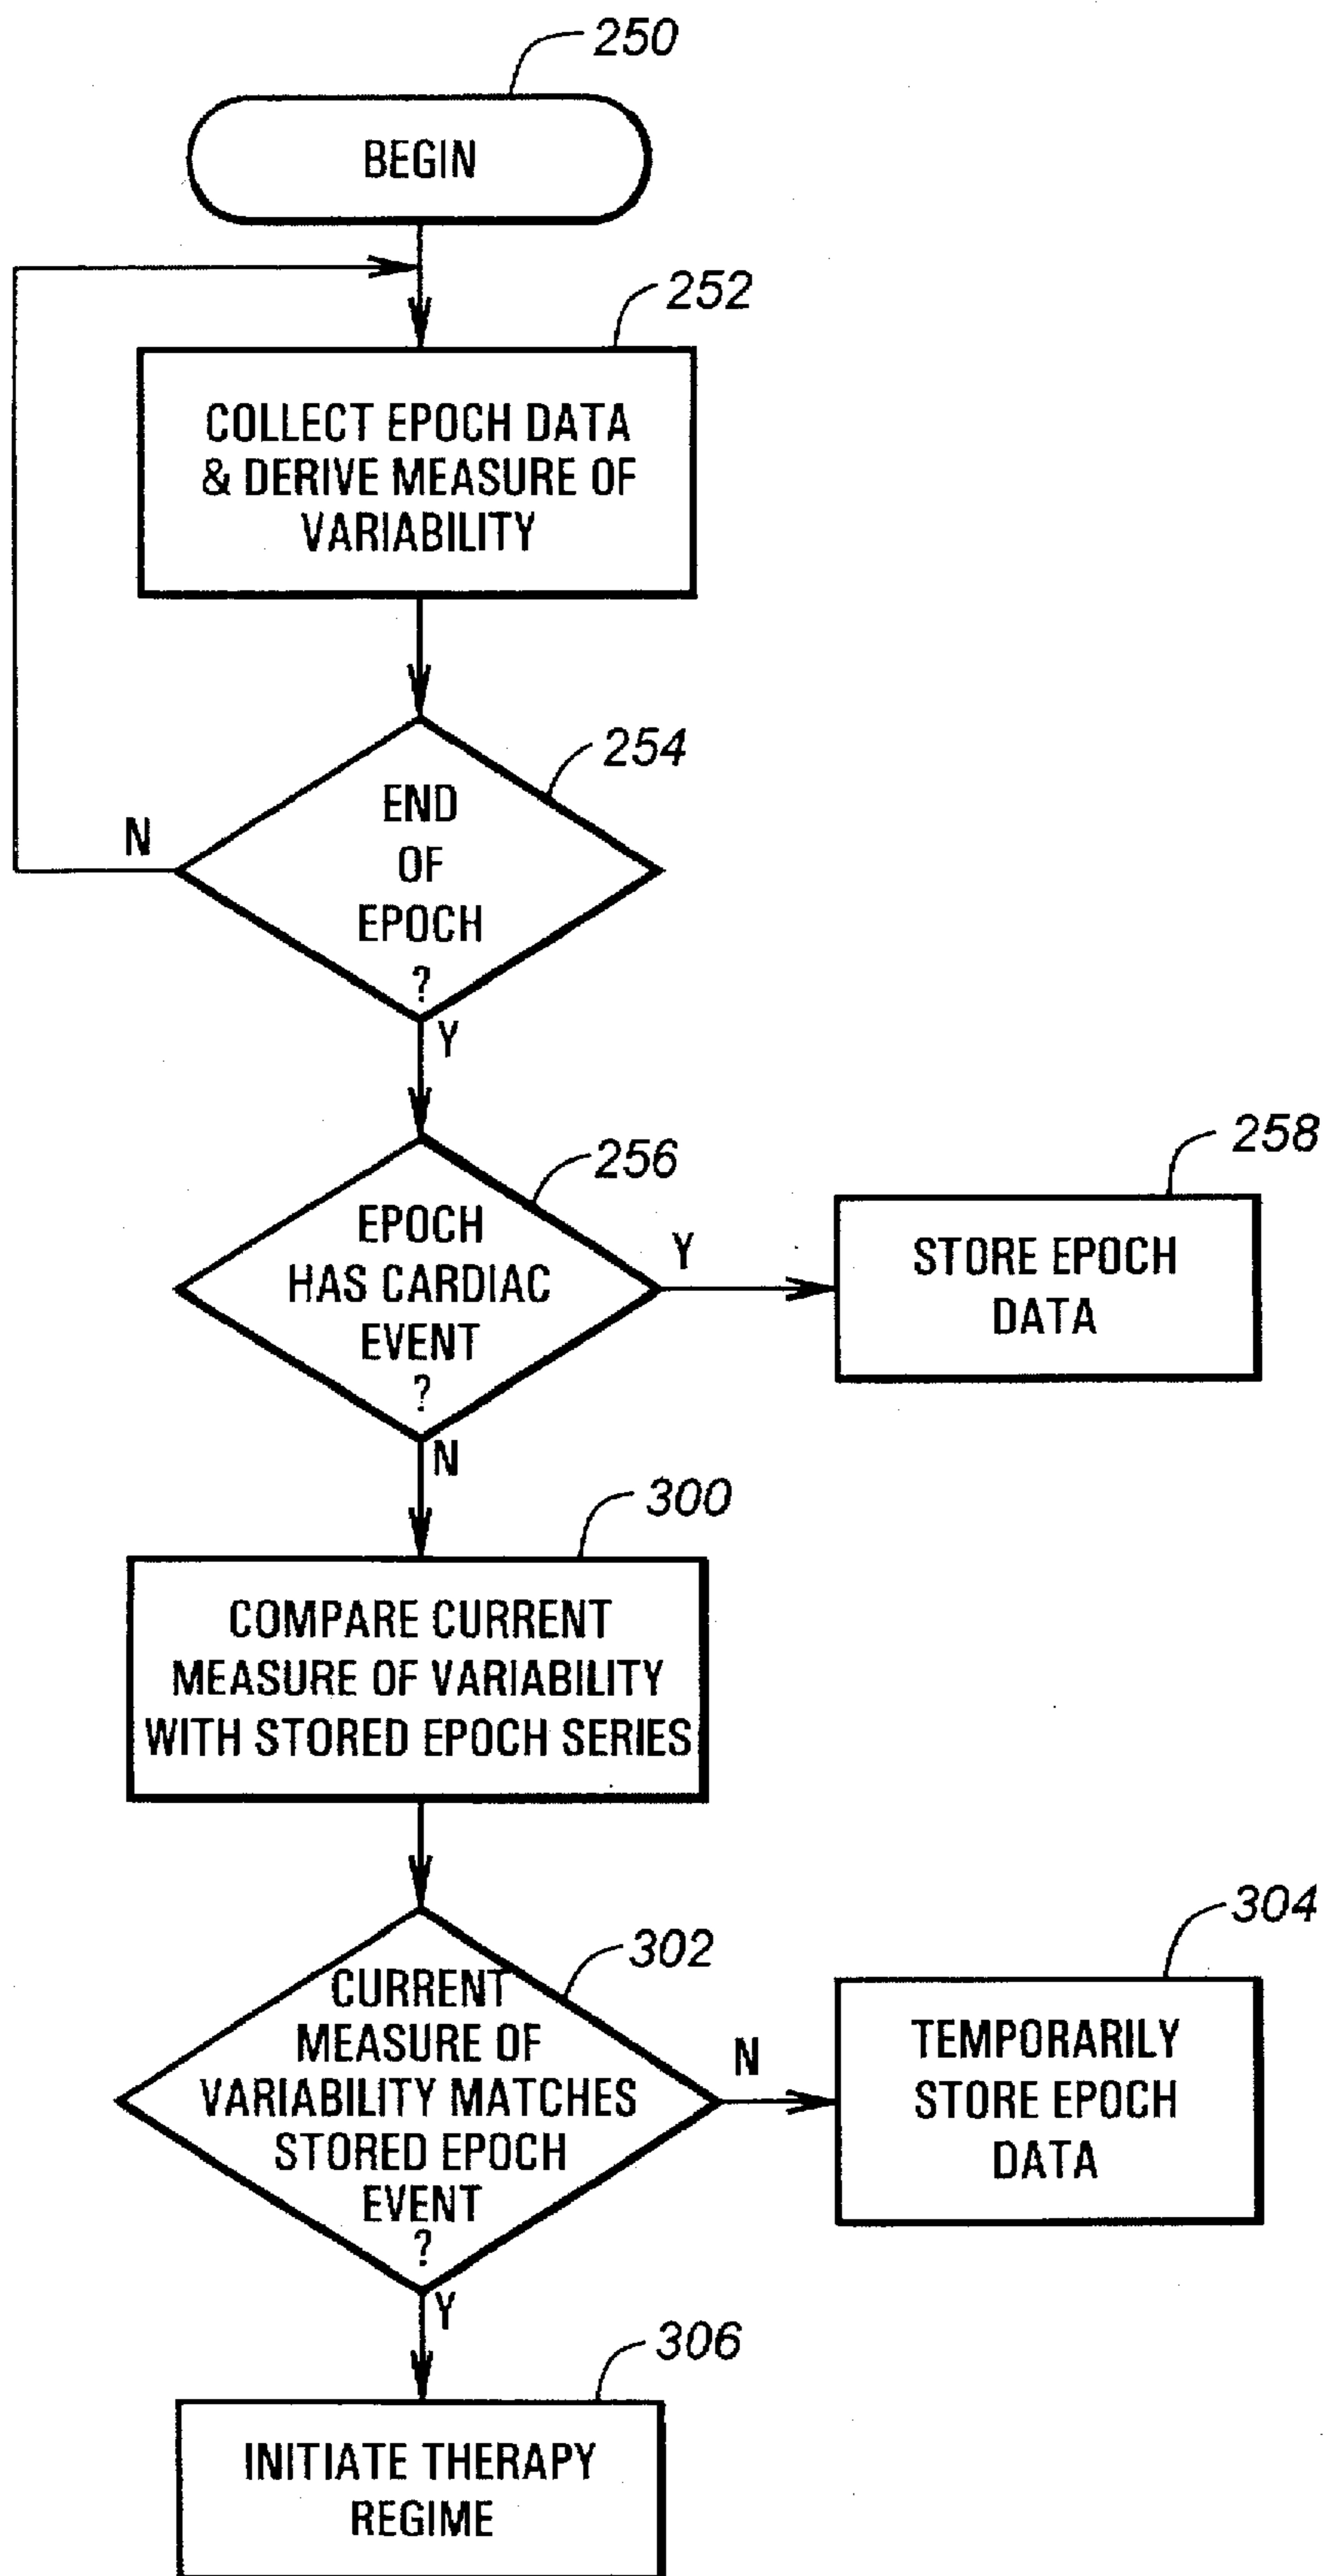 250
BEGIN
252
COLLECT EPOCH DATA
& DERIVE MEASURE OF
VARIABILITY
254
END
OF
EPOCH
?
N
Y
256
EPOCH
HAS CARDIAC
EVENT
?
Y
258
STORE EPOCH
DATA
N
300
COMPARE CURRENT
MEASURE OF VARIABILITY
WITH STORED EPOCH SERIES
302
CURRENT
MEASURE OF
VARIABILITY MATCHES
STORED EPOCH
EVENT
?
N
304
TEMPORARILY
STORE EPOCH
DATA
Y
306
INITIATE THERAPY
REGIME